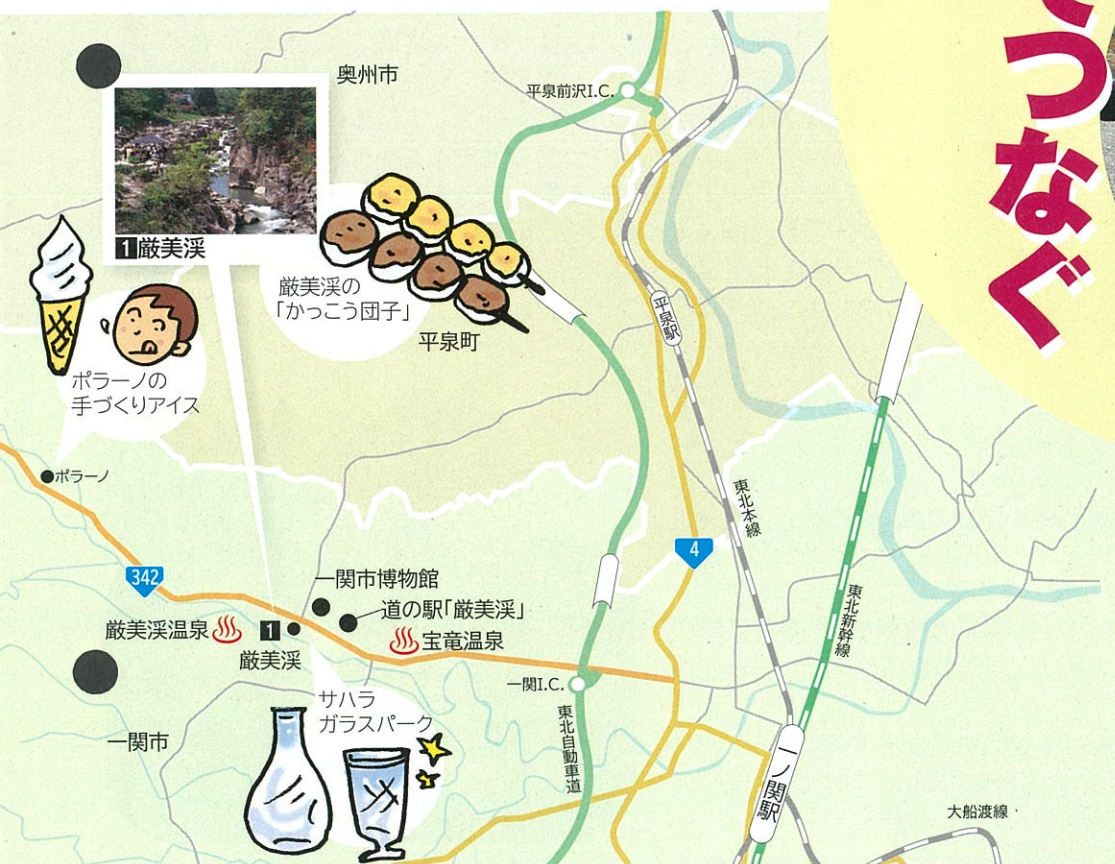 奥州市
平泉前沢I.C.
1厳美渓
厳美渓の
「かっこう団子」
平泉町
平泉駅
ポラーノの
手づくりアイス
ポラーノ
東北本線
4
342
一関市博物館
道の駅「厳美渓」
厳美渓温泉
1
厳美渓
宝竜温泉
東北新幹線
一関I.C.
サハラ
ガラスパーク
東北自動車道
一関市
一ノ関駅
大船渡線
つなぐ